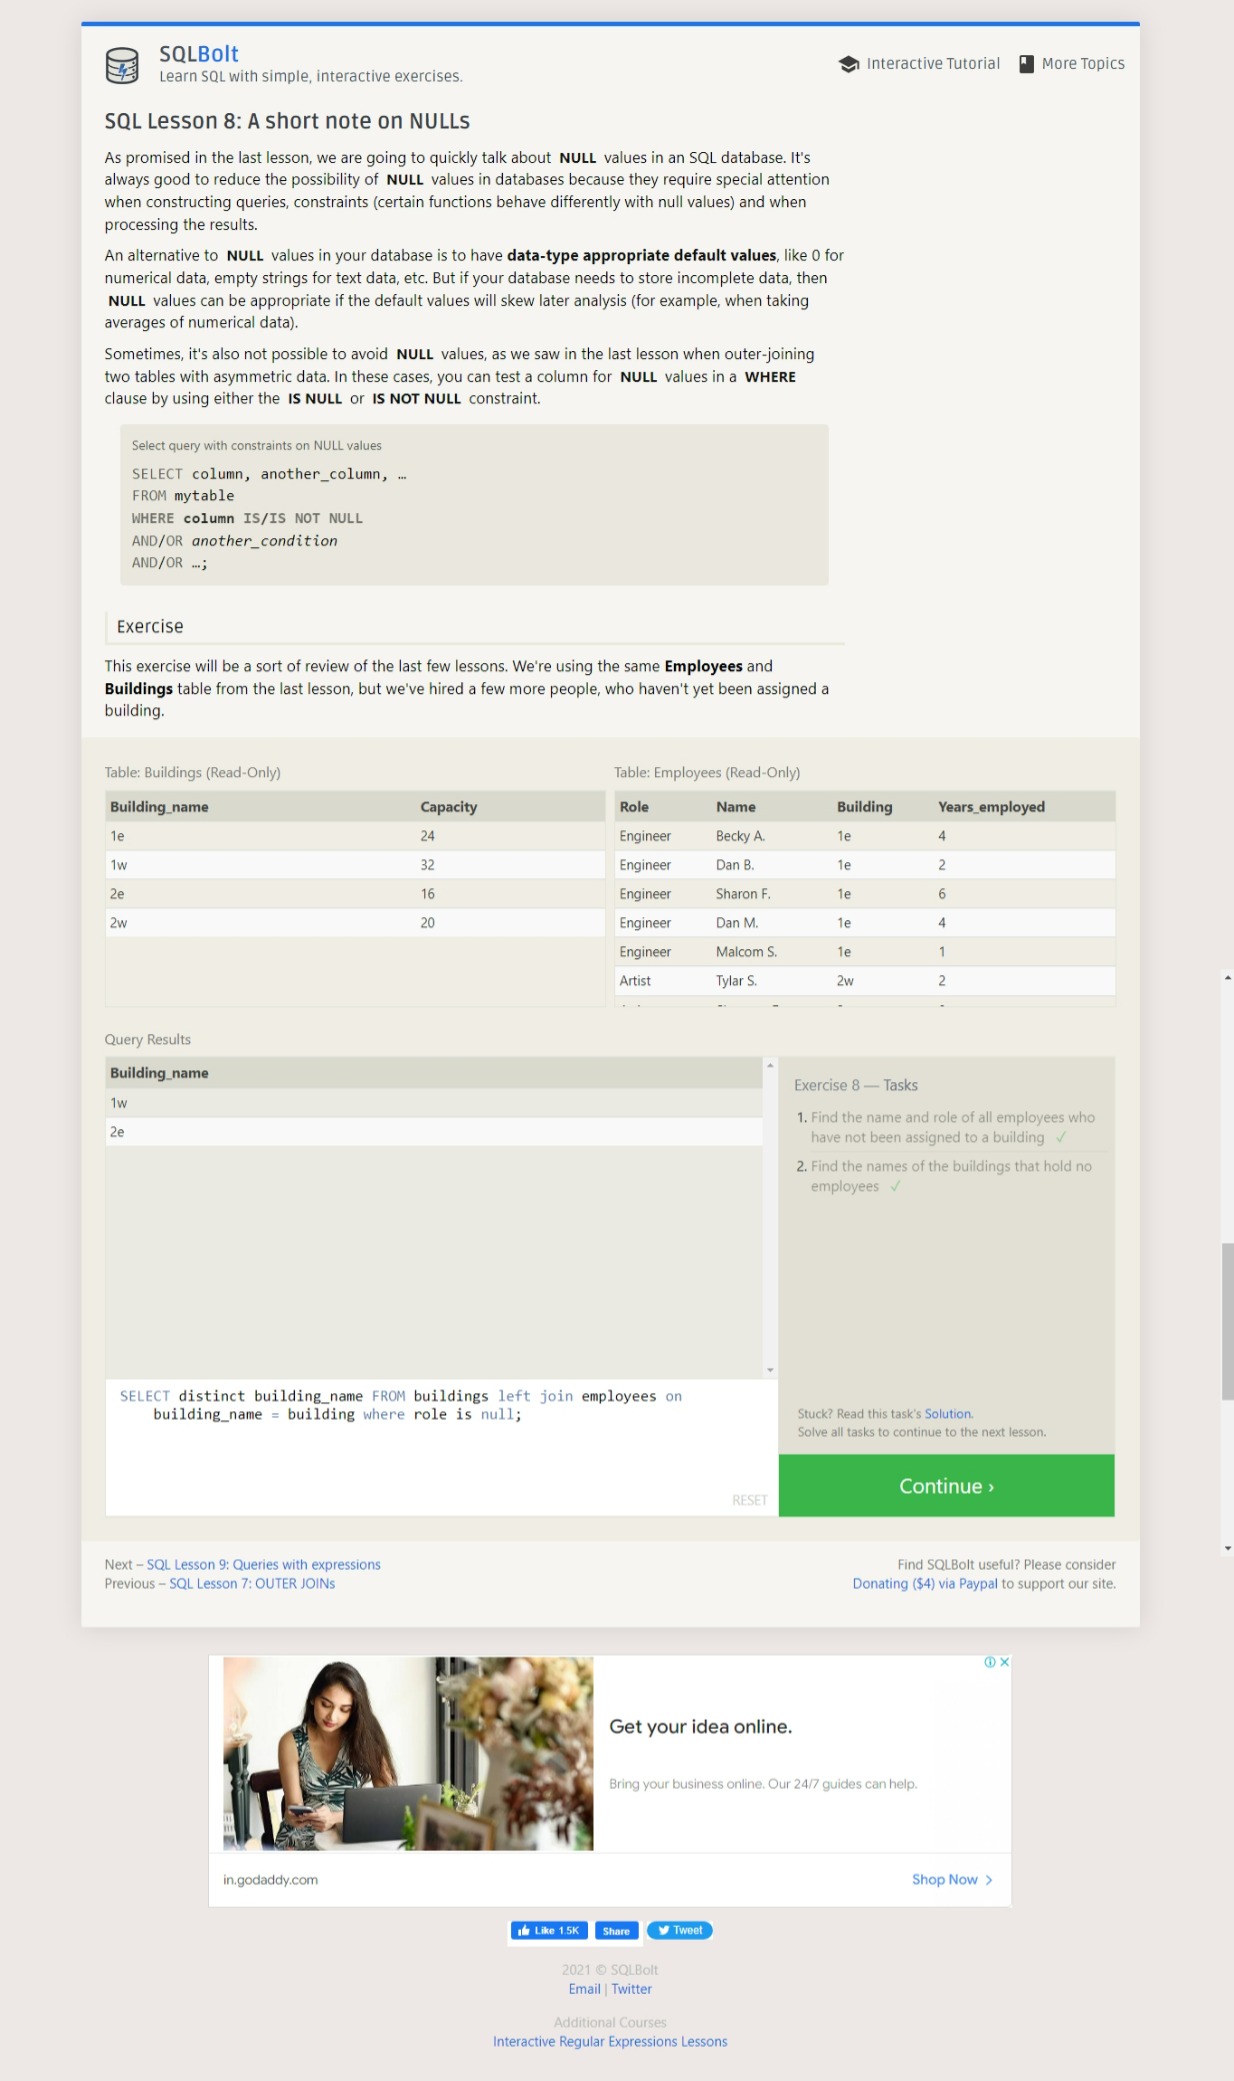 SQLBolt
Learn SQL with simple, interactive exercises.
Interactive Tutorial
More Topics
SQL Lesson 8: A short note on NULLs
As promised in the last lesson, we are going to quickly talk about NULL values in an SQL database. It's
always good to reduce the possibility of NULL values in databases because they require special attention
when constructing queries, constraints (certain functions behave differently with null values) and when
processing the results.
An alternative to NULL values in your database is to have data-type appropriate default values, like 0 for
numerical data, empty strings for text data, etc. But if your database needs to store incomplete data, then
NULL values can be appropriate if the default values will skew later analysis (for example, when taking
averages of numerical data).
Sometimes, it's also not possible to avoid NULL values, as we saw in the last lesson when outer-joining
two tables with asymmetric data. In these cases, you can test a column for NULL values in a WHERE
clause by using either the IS NULL or IS NOT NULL constraint.
Select query with constraints on NULL values
SELECT column, another_column, …
FROM mytable
WHERE column IS/IS NOT NULL
AND/OR another_condition
AND/OR …;
Exercise
This exercise will be a sort of review of the last few lessons. We're using the same Employees and
Buildings table from the last lesson, but we've hired a few more people, who haven't yet been assigned a
building.
Table: Buildings (Read-Only)
Building_name Capacity
1e 24
1w 32
2e 16
2w 20
Table: Employees (Read-Only)
Role Name Building Years_employed
Engineer Becky A. 1e 4
Engineer Dan B. 1e 2
Engineer Sharon F. 1e 6
Engineer Dan M. 1e 4
Engineer Malcom S. 1e 1
Artist Tylar S. 2w 2
Query Results
Building_name
1w
2e
Exercise 8 — Tasks
1. Find the name and role of all employees who
have not been assigned to a building ✓
2. Find the names of the buildings that hold no
employees ✓
SELECT distinct building_name FROM buildings left join employees on
building_name = building where role is null;
RESET
Stuck? Read this task's Solution.
Solve all tasks to continue to the next lesson.
Continue ›
Next – SQL Lesson 9: Queries with expressions
Previous – SQL Lesson 7: OUTER JOINs
Find SQLBolt useful? Please consider
Donating ($4) via Paypal to support our site.
Get your idea online.
Bring your business online. Our 24/7 guides can help.
in.godaddy.com
Shop Now
Like 1.5K
Share
Tweet
2021 © SQLBolt
Email | Twitter
Additional Courses
Interactive Regular Expressions Lessons